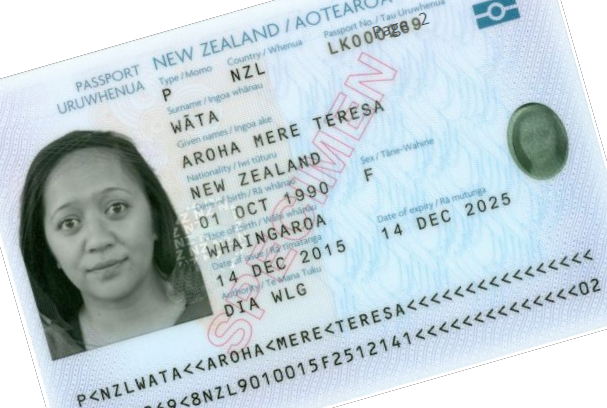 NEW ZEALAND / AOTEAROA
PASSPORT
URUWHENUA
Type / Momo Country / Whenua Passport No. / Tau Uruwhenua
P NZL
Page 2
Surname / Ingoa whānau
WĀTA
Given names / Ingoa ake
AROHA MERE TERESA
Nationality / Iwi tūturu
NEW ZEALAND
Date of birth / Rā whānau Sex / Tāne-Wahine
01 OCT 1990 F
Place of birth / Wāhi whānau
WHAINGAROA
Date of issue / Rā timatanga Date of expiry / Rā mutunga
14 DEC 2015 14 DEC 2025
Authority / Te Mana Tuku
DIA WLG
SPECIMEN
P<NZLWATA<<AROHA<MERE<TERESA<<<<<<<<<<<<<<<<
69<8NZL9010015F2512141<<<<<<<<<<<<<<02